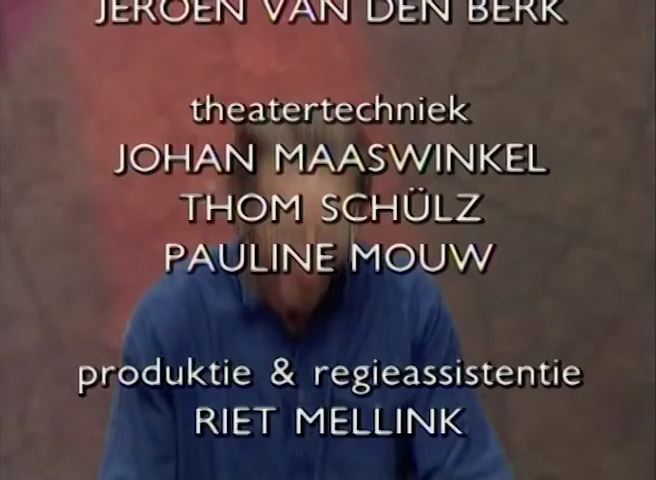 JEROEN VAN DEN BERK
theatertechniek
JOHAN MAASWINKEL
THOM SCHÜLZ
PAULINE MOUW
produktie & regieassistentie
RIET MELLINK